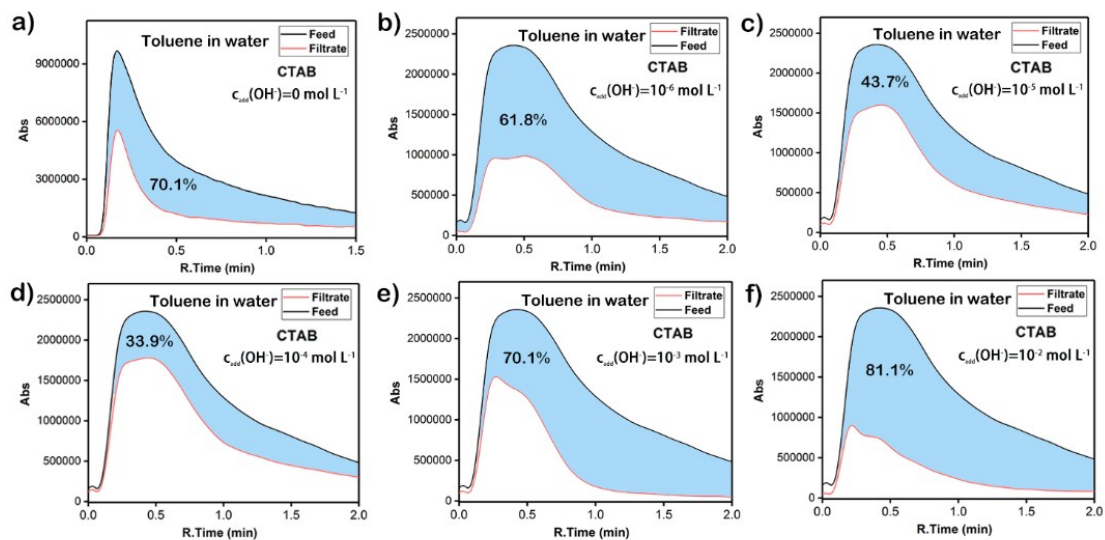 a)
Toluene in water
Feed
Filtrate
CTAB
c_add(OH⁻)=0 mol L⁻¹
70.1%
Abs
9000000
6000000
3000000
0
0.0 0.5 1.0 1.5
R.Time (min)
b)
Toluene in water
Filtrate
Feed
CTAB
c_add(OH⁻)=10⁻⁶ mol L⁻¹
61.8%
Abs
2500000
2000000
1500000
1000000
500000
0
0.0 0.5 1.0 1.5 2.0
R.Time (min)
c)
Toluene in water
Filtrate
Feed
CTAB
c_add(OH⁻)=10⁻⁵ mol L⁻¹
43.7%
Abs
2500000
2000000
1500000
1000000
500000
0
0.0 0.5 1.0 1.5 2.0
R.Time (min)
d)
Toluene in water
Filtrate
Feed
CTAB
c_add(OH⁻)=10⁻⁴ mol L⁻¹
33.9%
Abs
2500000
2000000
1500000
1000000
500000
0
0.0 0.5 1.0 1.5 2.0
R.Time (min)
e)
Toluene in water
Filtrate
Feed
CTAB
c_add(OH⁻)=10⁻³ mol L⁻¹
70.1%
Abs
2500000
2000000
1500000
1000000
500000
0
0.0 0.5 1.0 1.5 2.0
R.Time (min)
f)
Toluene in water
Filtrate
Feed
CTAB
c_add(OH⁻)=10⁻² mol L⁻¹
81.1%
Abs
2500000
2000000
1500000
1000000
500000
0
0.0 0.5 1.0 1.5 2.0
R.Time (min)